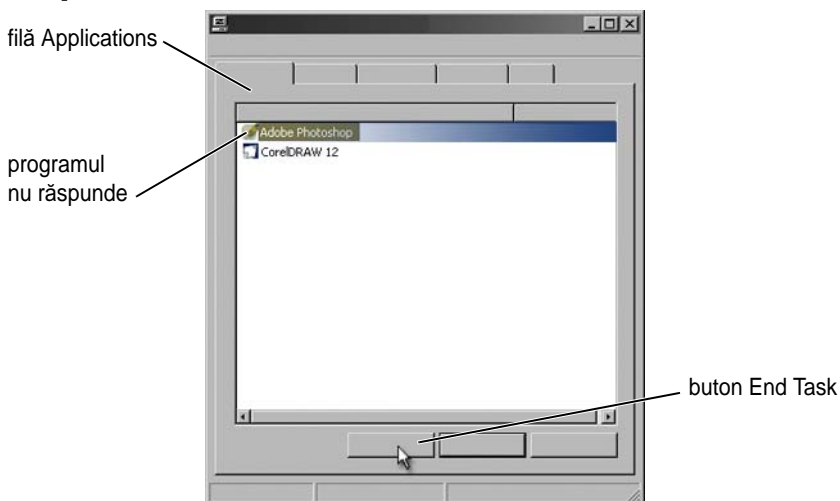 filă Applications
Adobe Photoshop
CorelDRAW 12
programul
nu răspunde
buton End Task